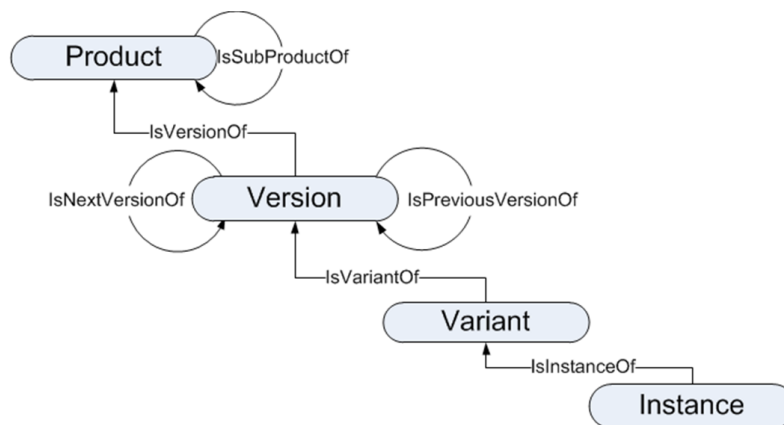 Product
IsSubProductOf
IsVersionOf
IsNextVersionOf
Version
IsPreviousVersionOf
IsVariantOf
Variant
IsInstanceOf
Instance